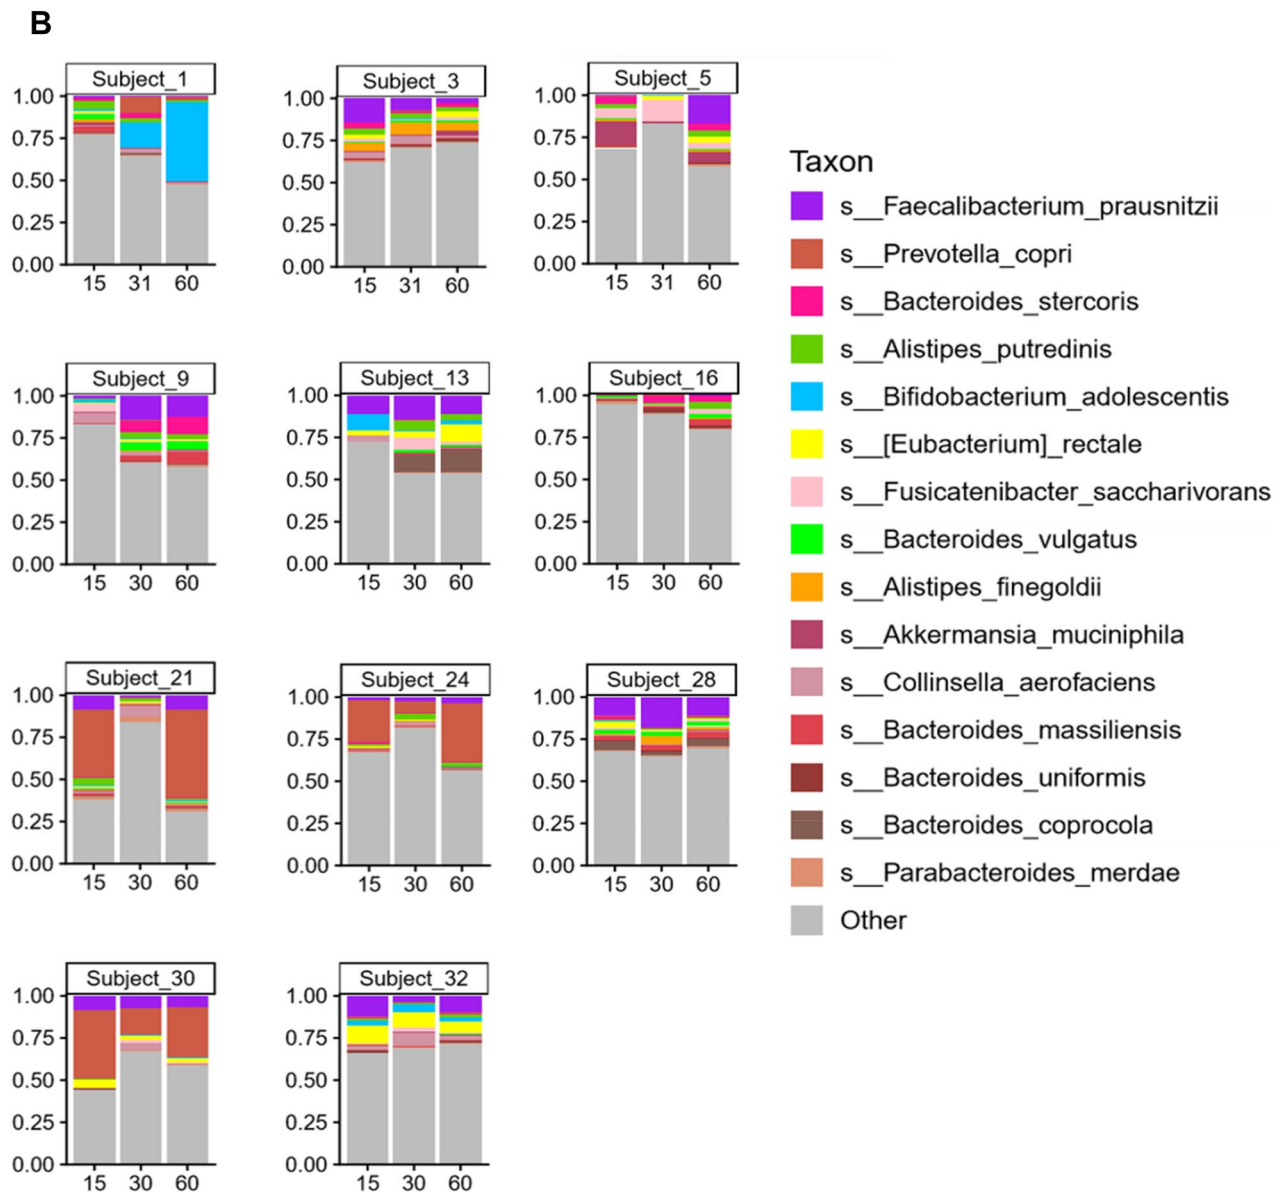 B
Subject_1
1.00
0.75
0.50
0.25
0.00
15 31 60
Subject_3
1.00
0.75
0.50
0.25
0.00
15 31 60
Subject_5
1.00
0.75
0.50
0.25
0.00
15 31 60
Subject_9
1.00
0.75
0.50
0.25
0.00
15 30 60
Subject_13
1.00
0.75
0.50
0.25
0.00
15 30 60
Subject_16
1.00
0.75
0.50
0.25
0.00
15 30 60
Subject_21
1.00
0.75
0.50
0.25
0.00
15 30 60
Subject_24
1.00
0.75
0.50
0.25
0.00
15 30 60
Subject_28
1.00
0.75
0.50
0.25
0.00
15 30 60
Subject_30
1.00
0.75
0.50
0.25
0.00
15 30 60
Subject_32
1.00
0.75
0.50
0.25
0.00
15 30 60
Taxon
s__Faecalibacterium_prausnitzii
s__Prevotella_copri
s__Bacteroides_stercoris
s__Alistipes_putredinis
s__Bifidobacterium_adolescentis
s__[Eubacterium]_rectale
s__Fusicatenibacter_saccharivorans
s__Bacteroides_vulgatus
s__Alistipes_finegoldii
s__Akkermansia_muciniphila
s__Collinsella_aerofaciens
s__Bacteroides_massiliensis
s__Bacteroides_uniformis
s__Bacteroides_coprocola
s__Parabacteroides_merdae
Other